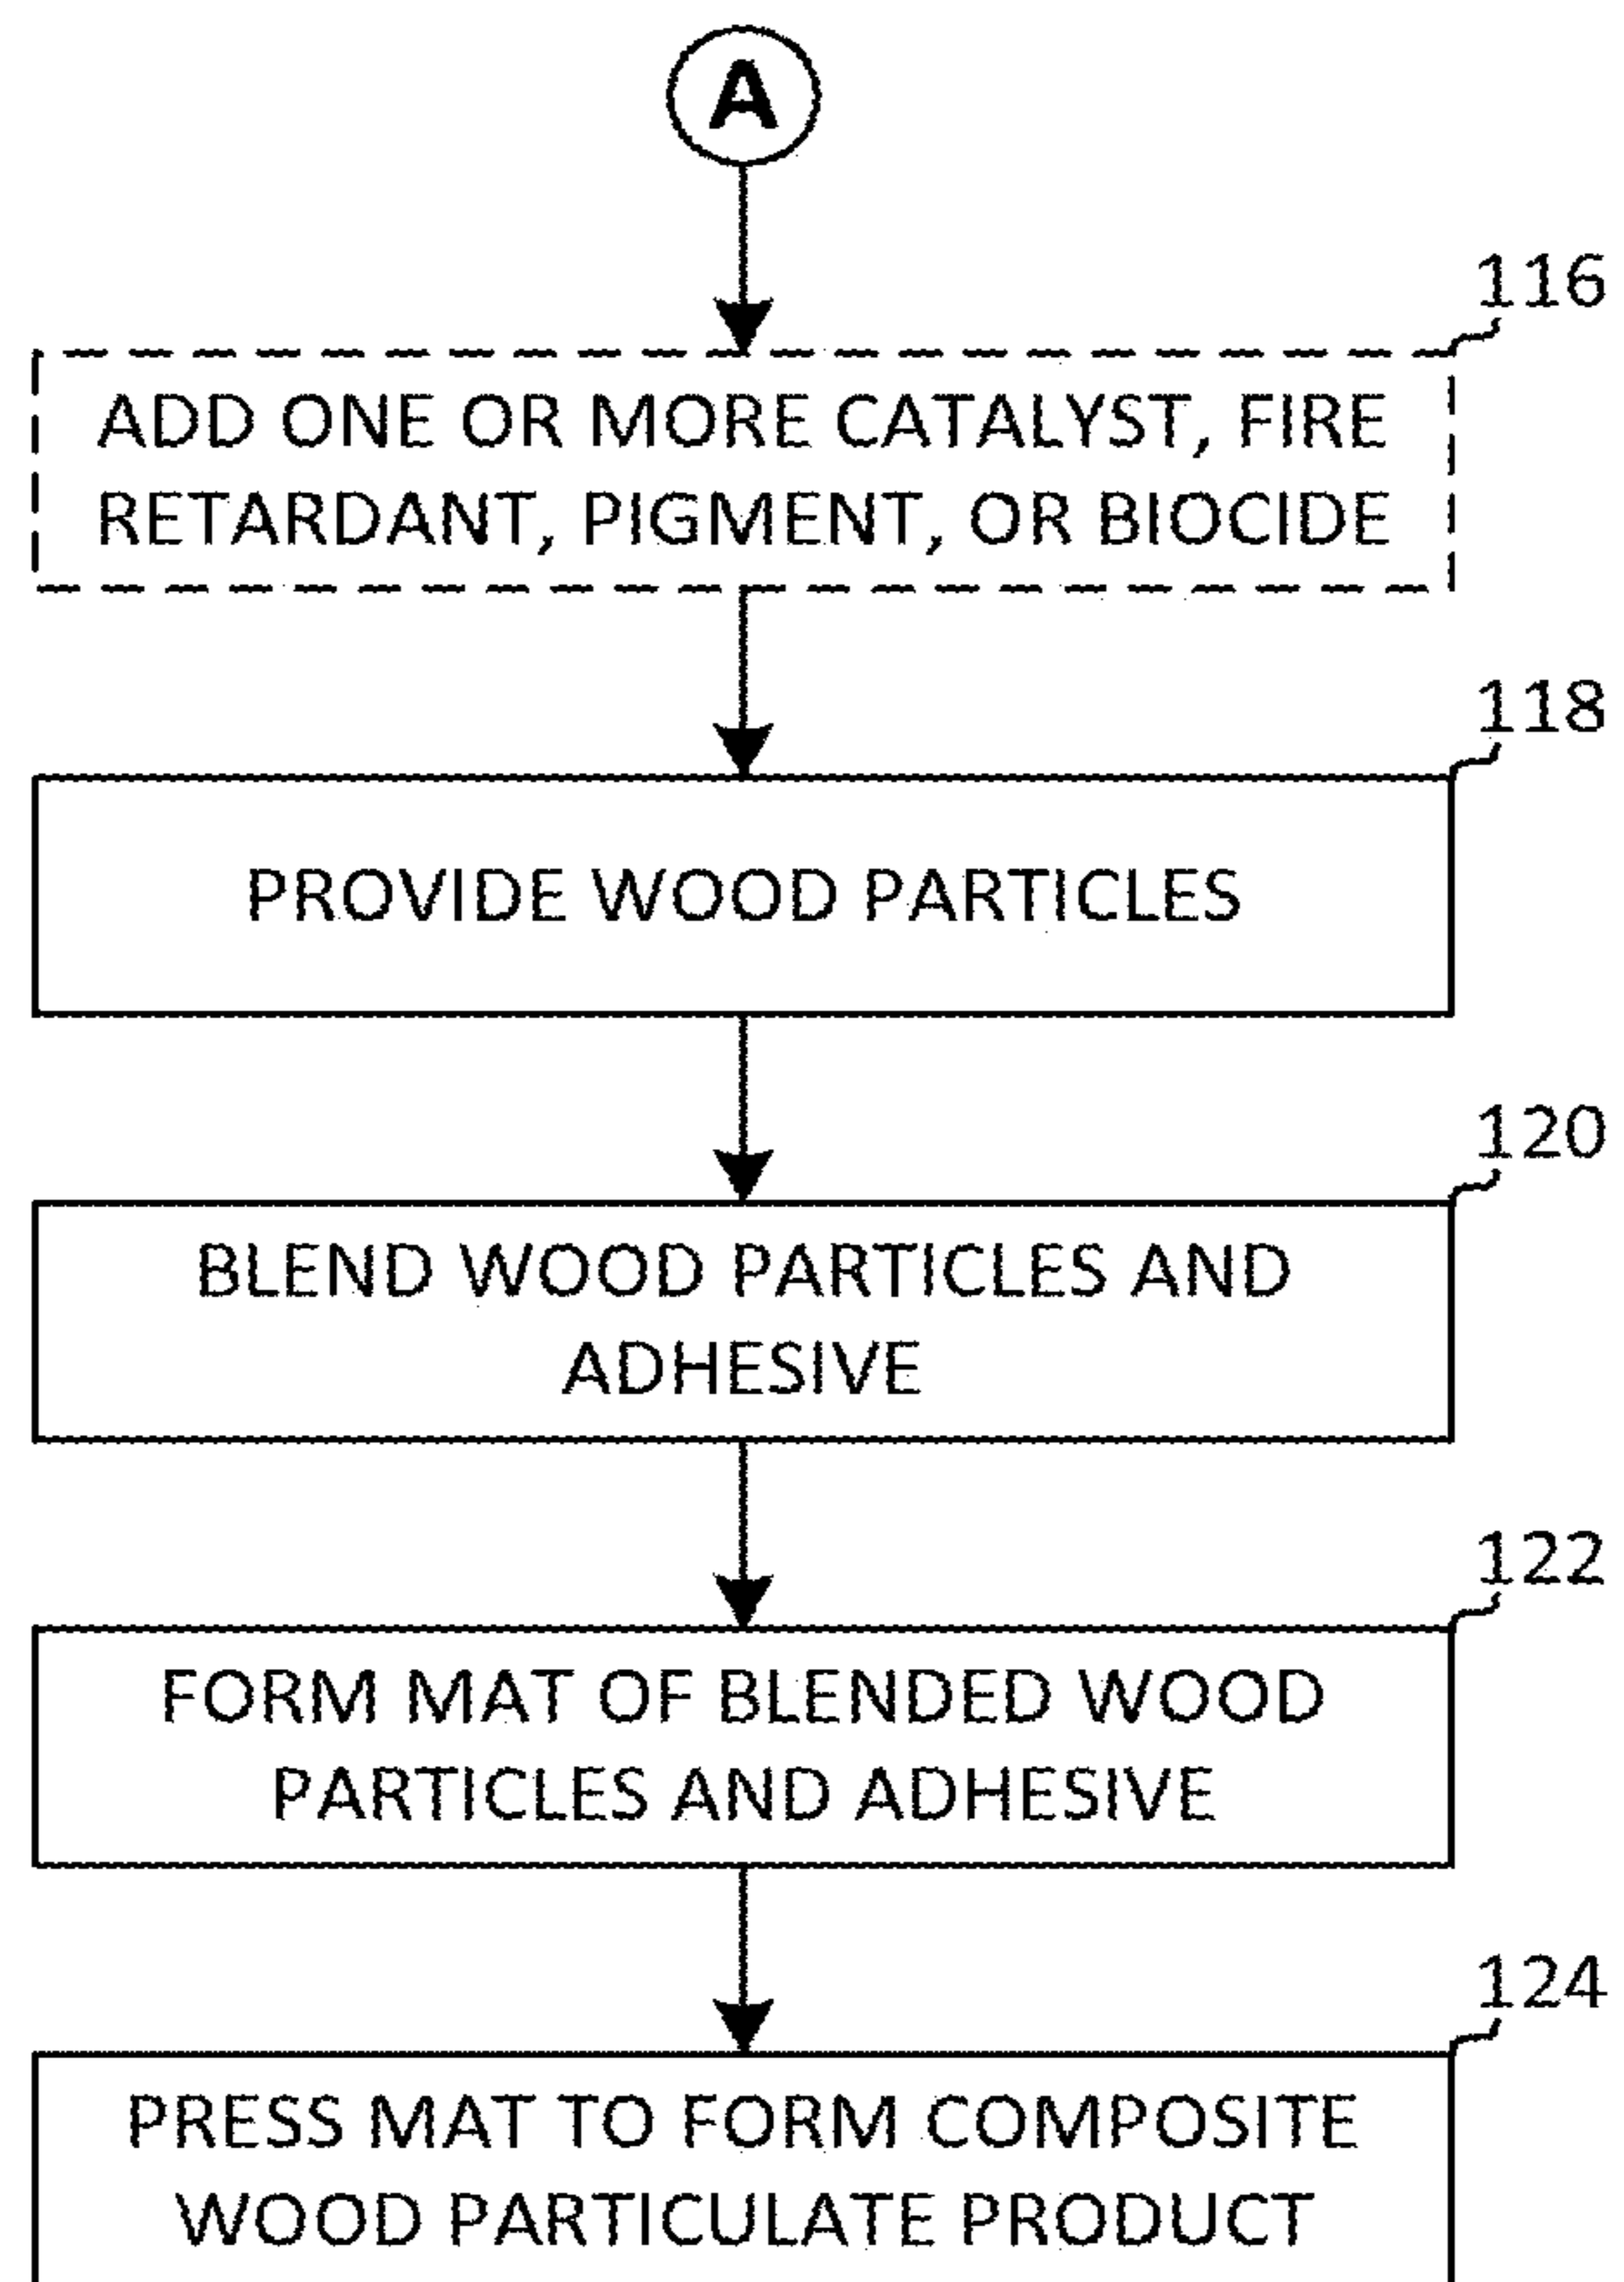 A
116
ADD ONE OR MORE CATALYST, FIRE
RETARDANT, PIGMENT, OR BIOCIDE
118
PROVIDE WOOD PARTICLES
120
BLEND WOOD PARTICLES AND
ADHESIVE
122
FORM MAT OF BLENDED WOOD
PARTICLES AND ADHESIVE
124
PRESS MAT TO FORM COMPOSITE
WOOD PARTICULATE PRODUCT